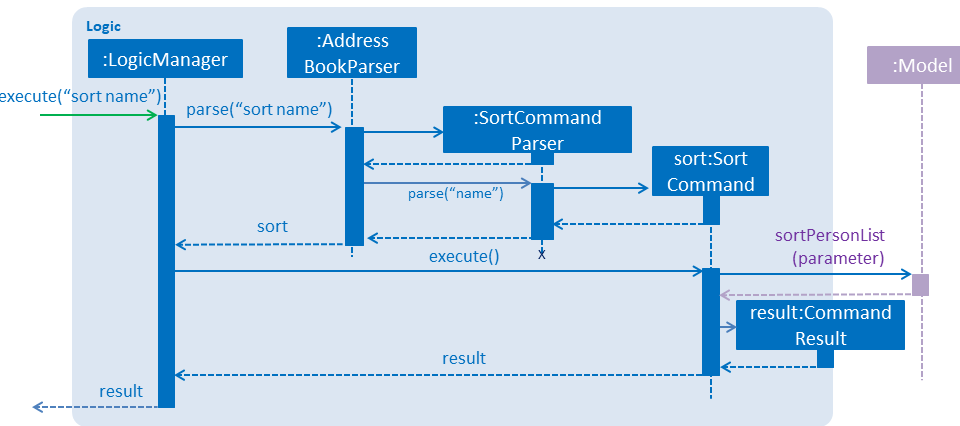 Logic
:LogicManager
:Address
BookParser
:Model
execute("sort name")
parse("sort name")
:SortCommand
Parser
sort:Sort
Command
parse("name")
sort
execute()
X
sortPersonList
(parameter)
result:Command
Result
result
result